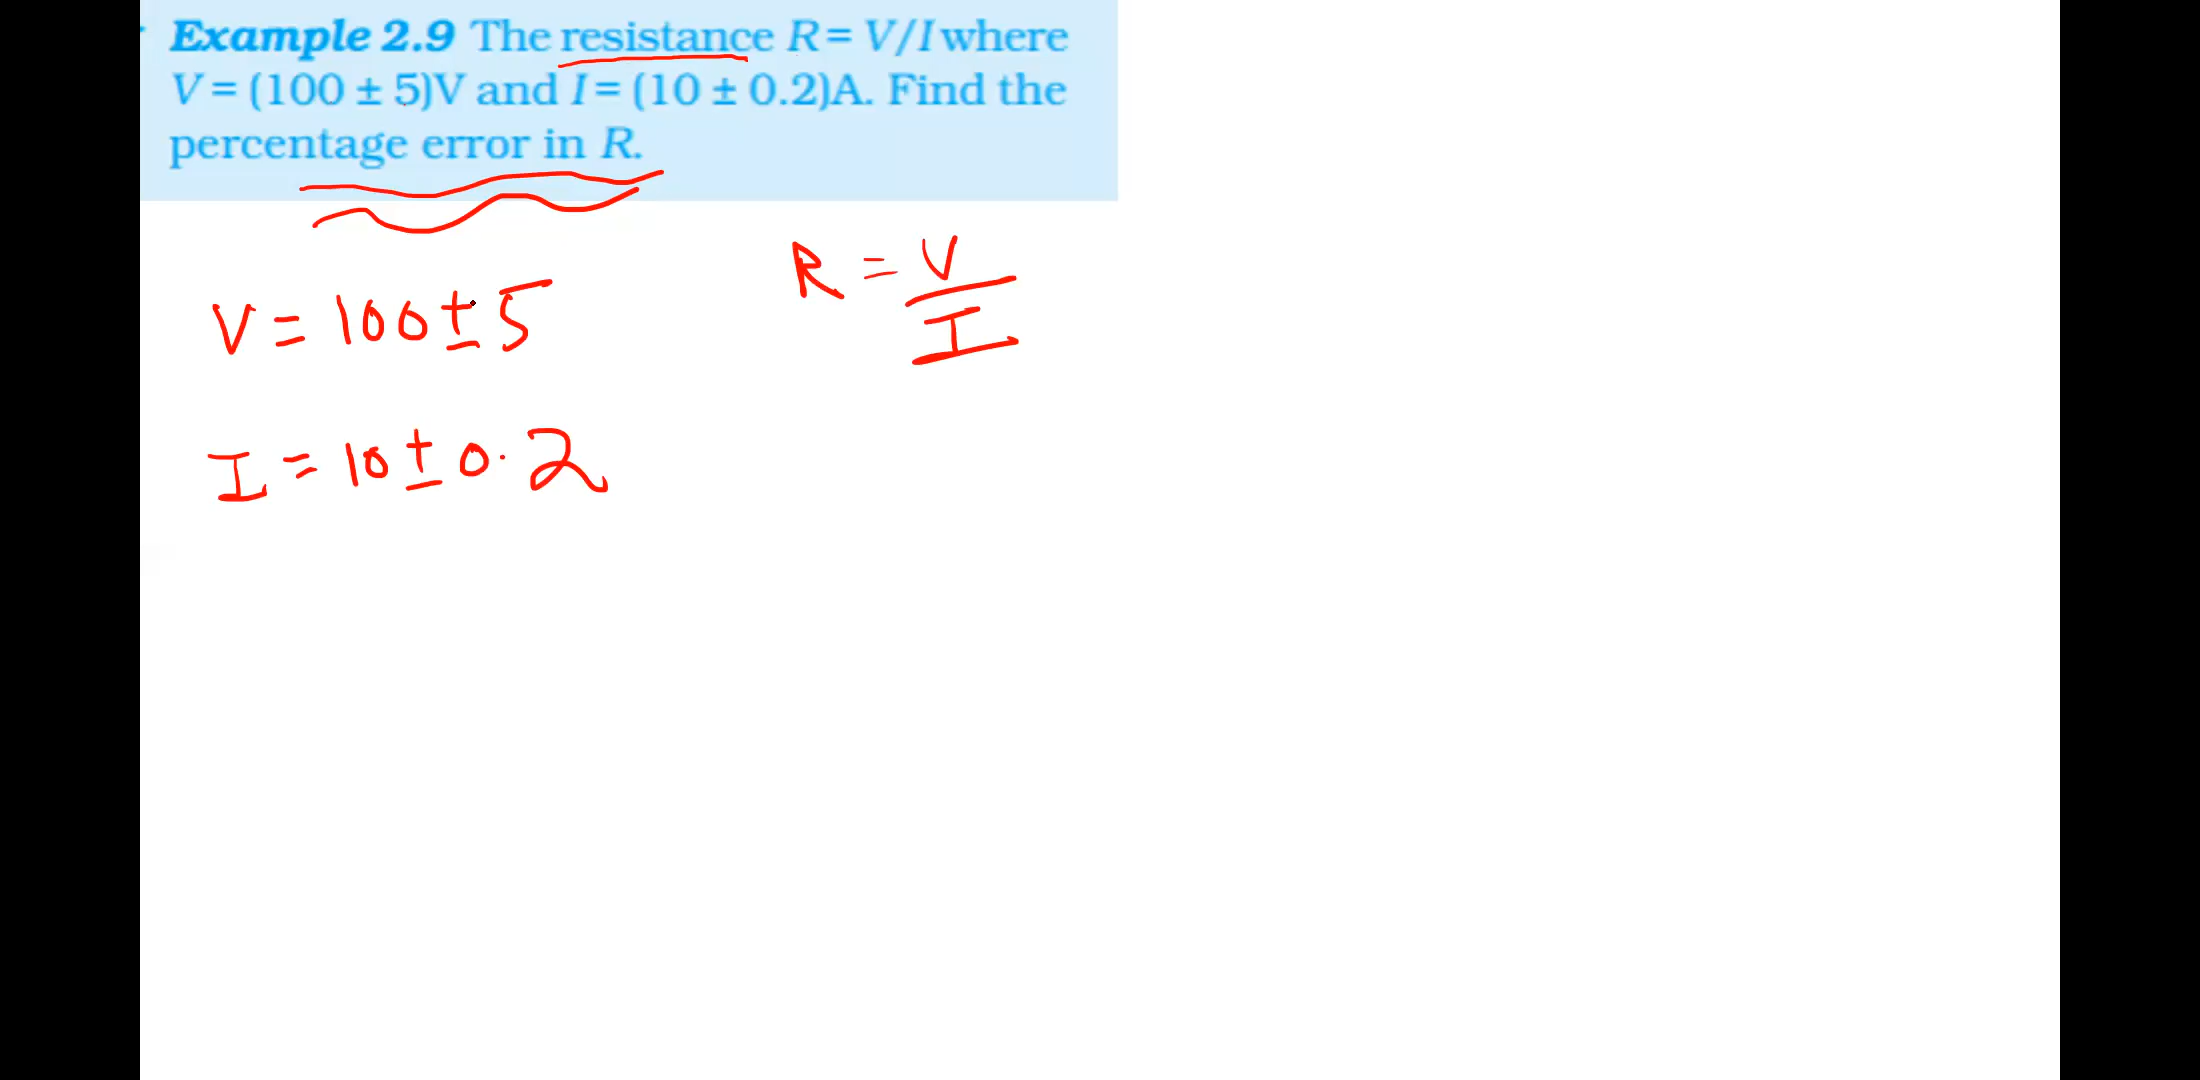 Example 2.9 The resistance R = V/I where
V = (100 ± 5)V and I = (10 ± 0.2)A. Find the
percentage error in R.
R = V/I
V = 100 ± 5
I = 10 ± 0.2